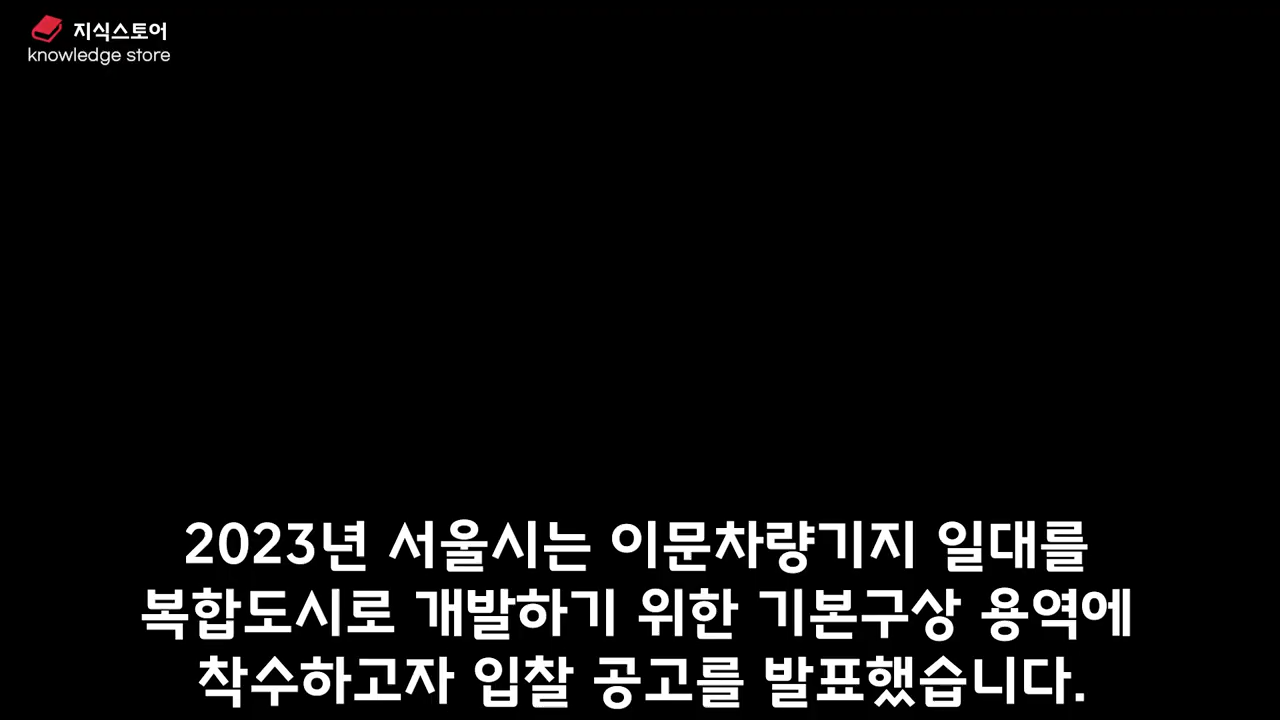 지식스토어
knowledge store
2023년 서울시는 이문차량기지 일대를
복합도시로 개발하기 위한 기본구상 용역에
착수하고자 입찰 공고를 발표했습니다.